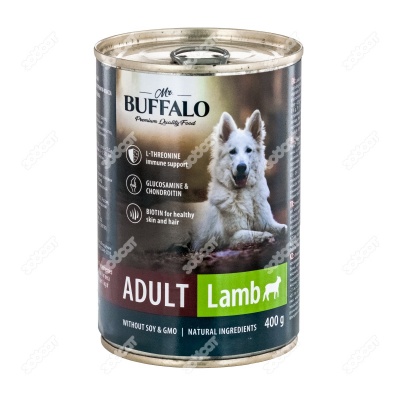 Mr
BUFFALO
Premium Quality Food
L-THREONINE
immune support
GLUCOSAMINE &
CHONDROITIN
BIOTIN for healthy
skin and hair
ADULT Lamb
400 g
WITHOUT SOY & GMO | NATURAL INGREDIENTS